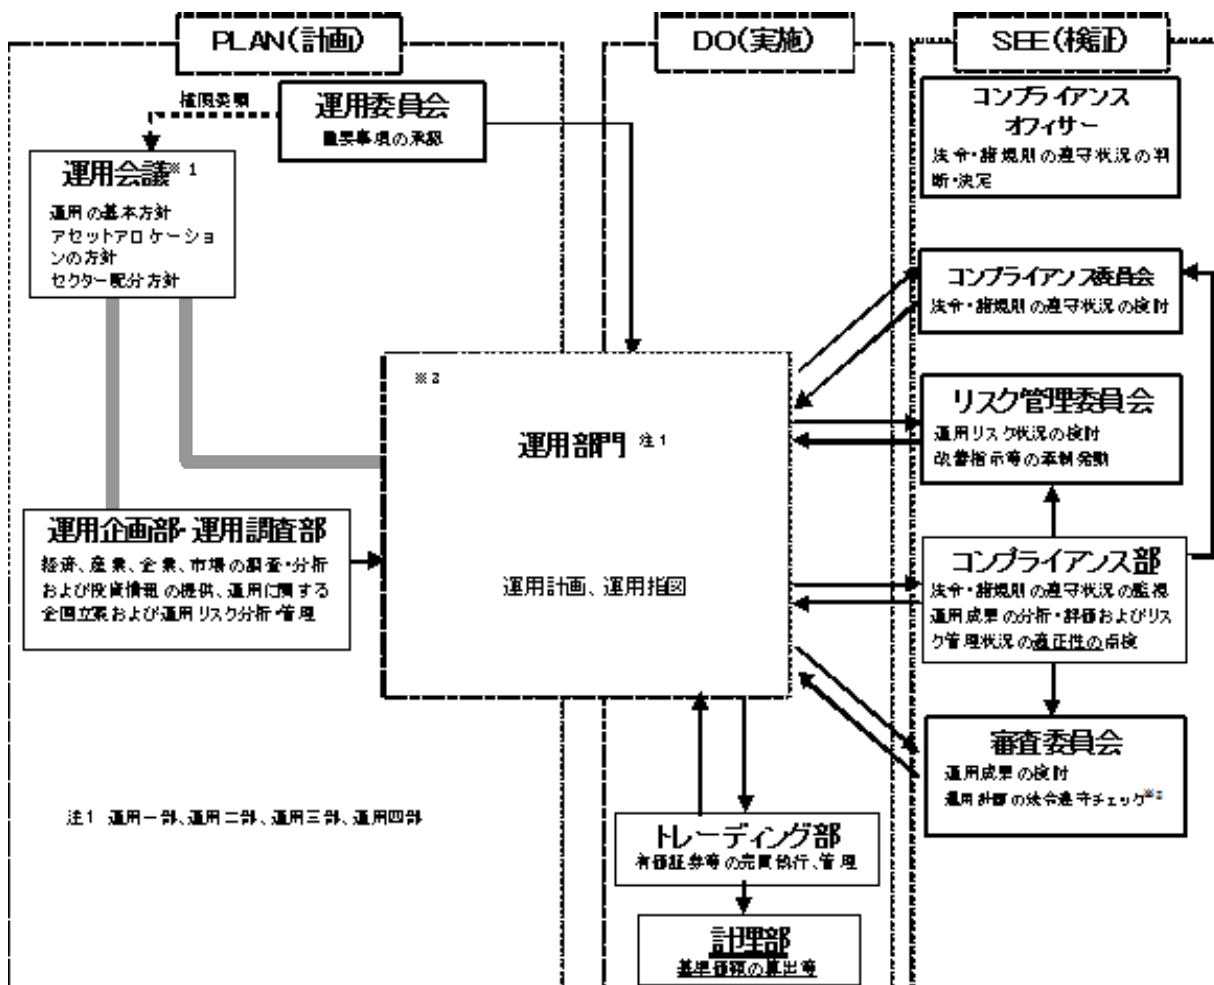 PLAN(計画)
DO(実施)
SEE(検証)
権限委譲
運用委員会
重要事項の承認
運用会議※1
運用の基本方針
アセットアロケーショ
ンの方針
セクター配分方針
コンプライアンス
オフィサー
法令・諸規則の遵守状況の判
断・決定
コンプライアンス委員会
法令・諸規則の遵守状況の検討
※2
運用部門 注1
運用計画、運用指図
リスク管理委員会
運用リスク状況の検討
改善指示等の牽制発動
運用企画部・運用調査部
経済、産業、企業、市場の調査・分析
および投資情報の提供、運用に関する
企画立案および運用リスク分析・管理
コンプライアンス部
法令・諸規則の遵守状況の監視
運用成果の分析・評価およびリス
ク管理状況の適正性の点検
審査委員会
運用成果の検討
運用計画の法令遵守チェック
注1 運用一部、運用二部、運用三部、運用四部
トレーディング部
有価証券等の売買執行、管理
計理部
基準価額の算出等